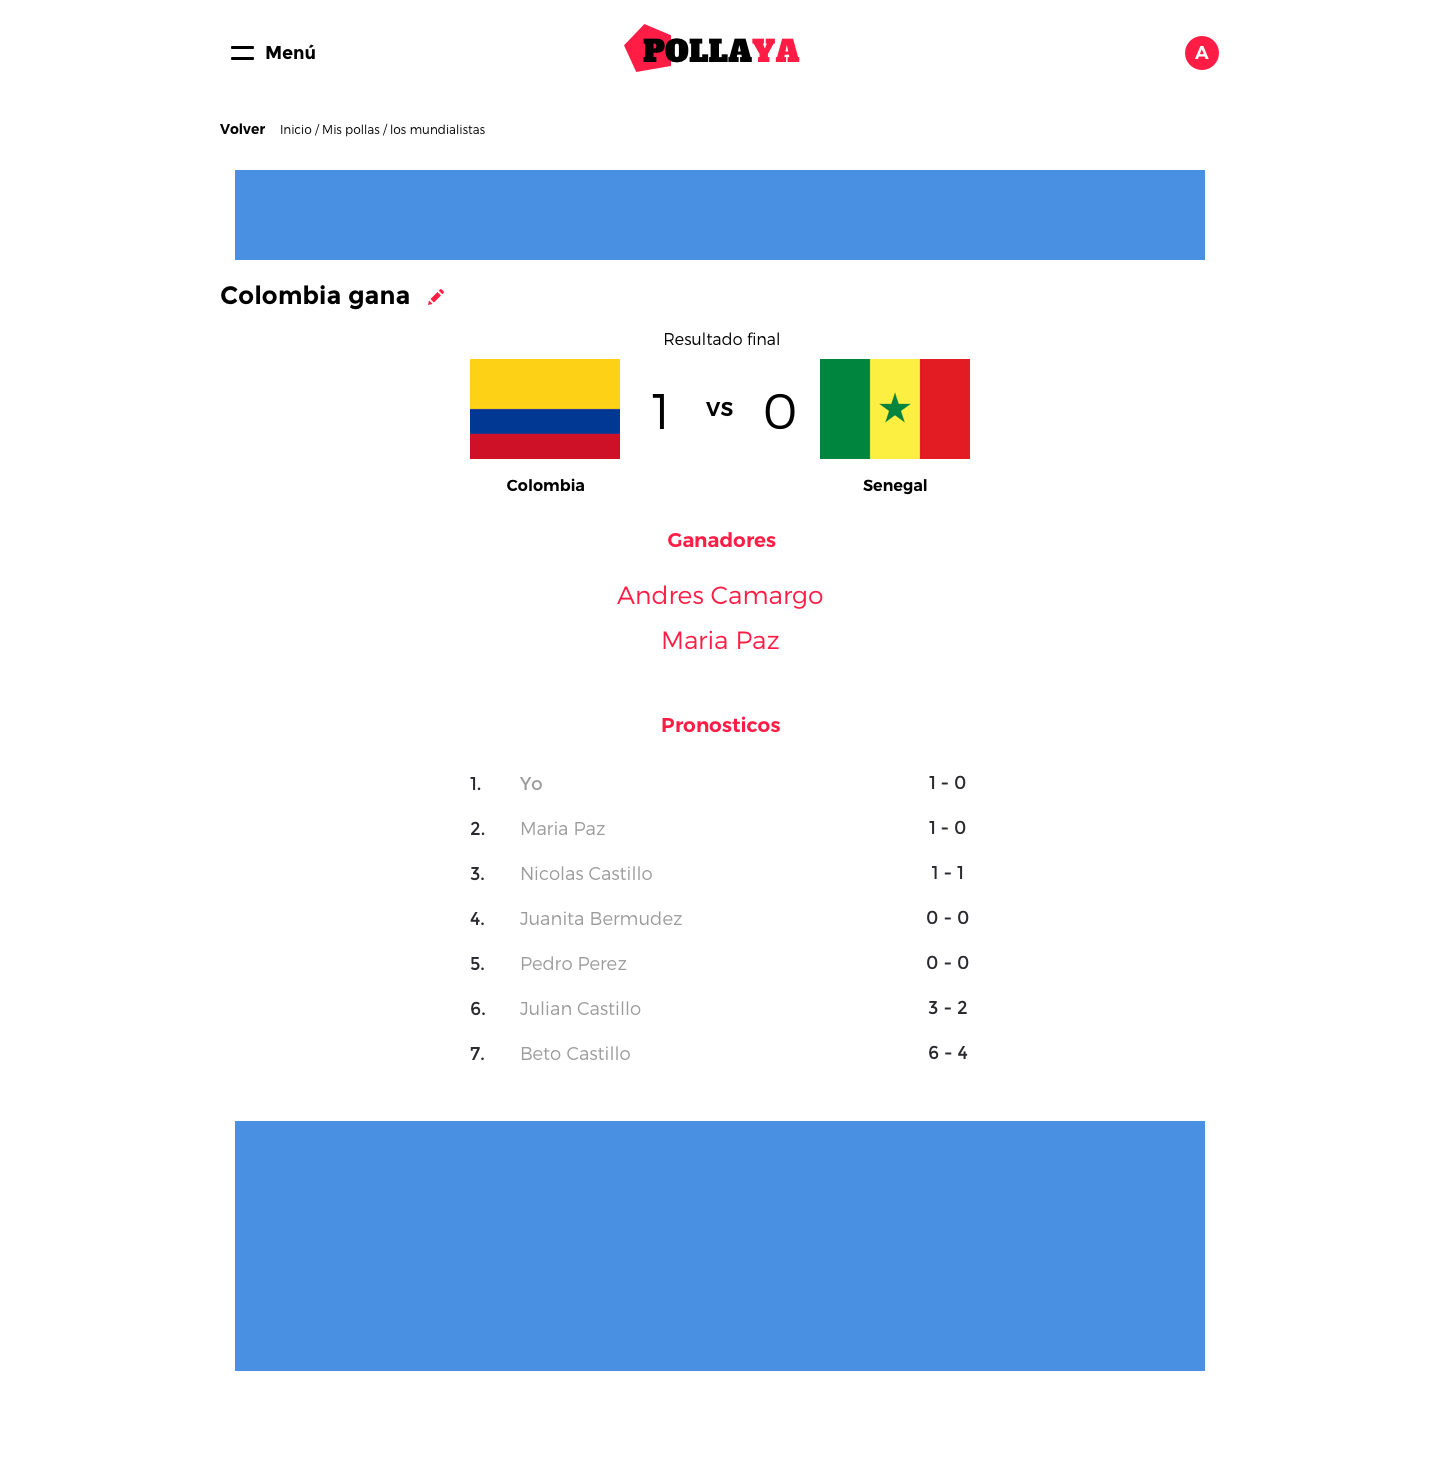 Menú
POLLAYA
A
Volver Inicio / Mis pollas / los mundialistas
Colombia gana
Resultado final
1 vs 0
Colombia Senegal
Ganadores
Andres Camargo
Maria Paz
Pronosticos
1. Yo 1 - 0
2. Maria Paz 1 - 0
3. Nicolas Castillo 1 - 1
4. Juanita Bermudez 0 - 0
5. Pedro Perez 0 - 0
6. Julian Castillo 3 - 2
7. Beto Castillo 6 - 4